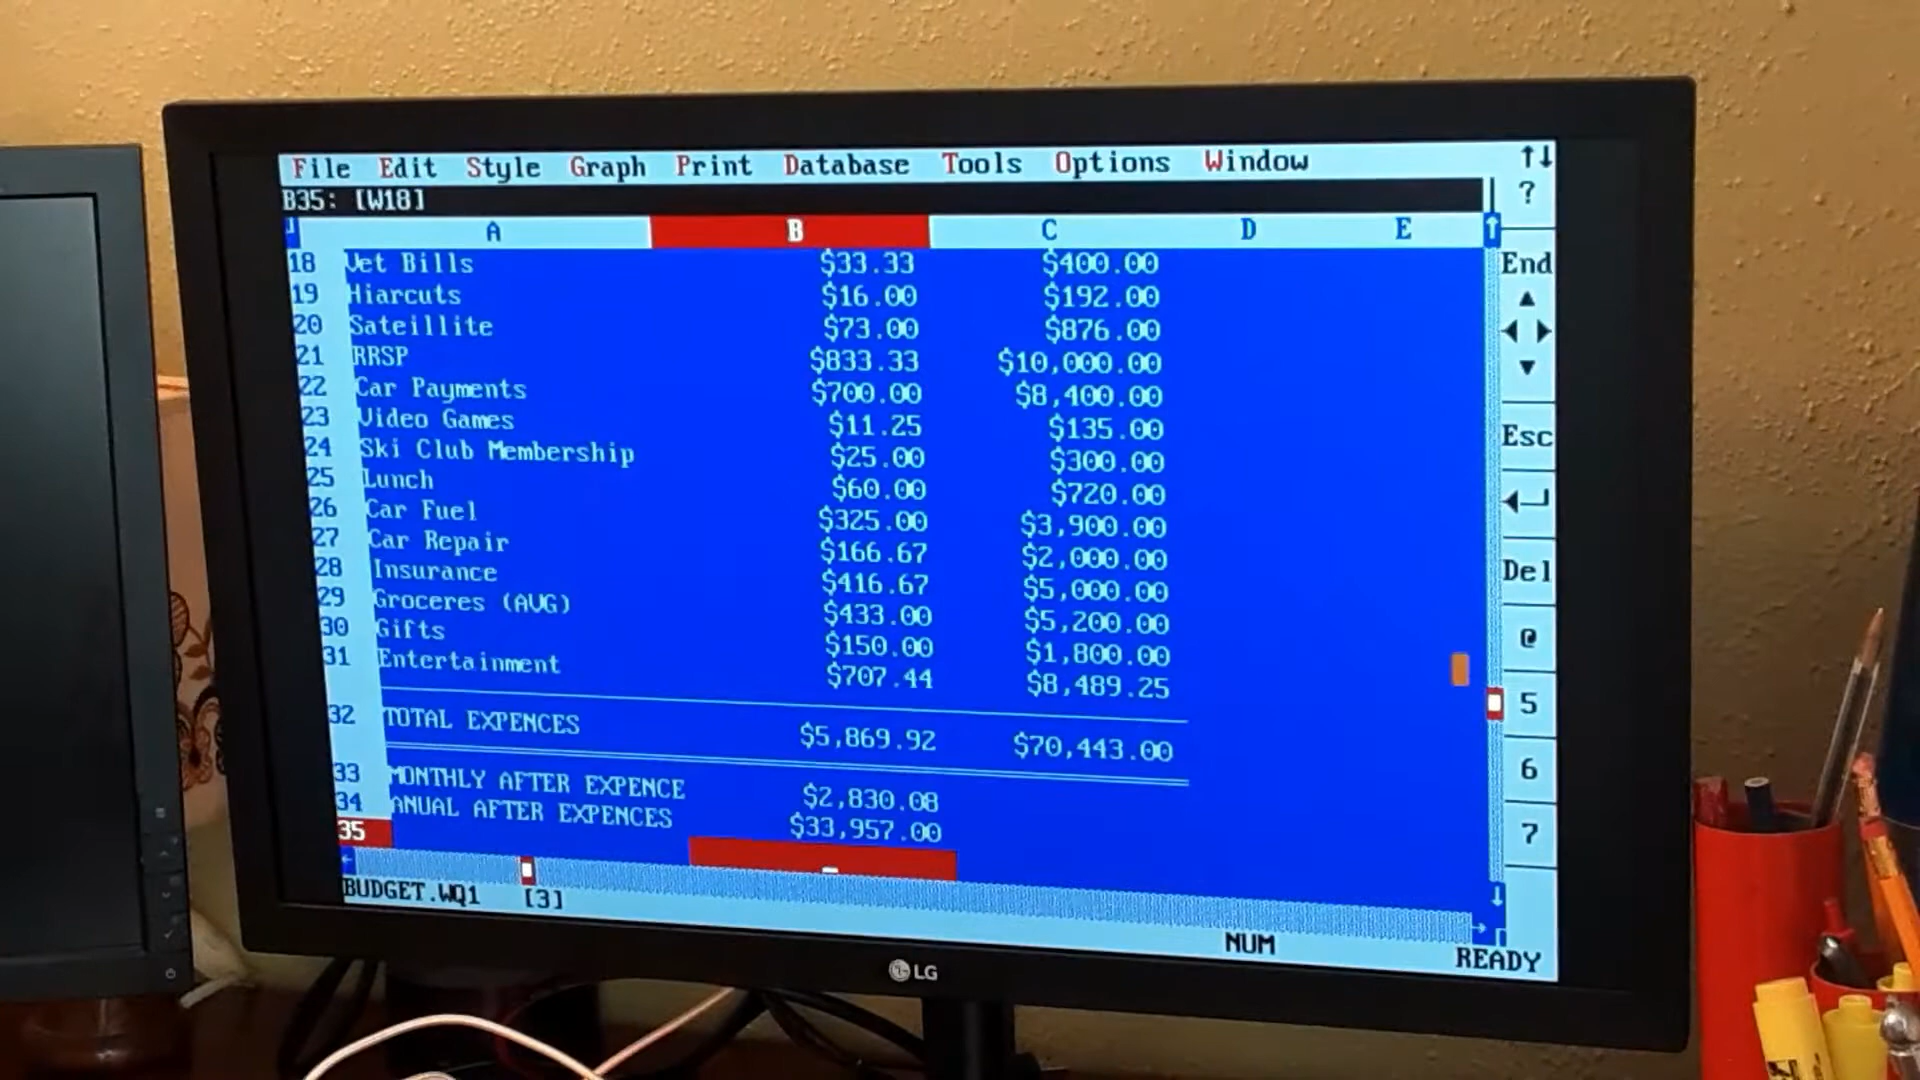 File Edit Style Graph Print Database Tools Options Window ↑↓
B35: [W18] ?
A B C D E
18 Vet Bills $33.33 $400.00 End
19 Hiarcuts $16.00 $192.00
20 Sateillite $73.00 $876.00
21 RRSP $833.33 $10,000.00
22 Car Payments $700.00 $8,400.00
23 Video Games $11.25 $135.00 Esc
24 Ski Club Membership $25.00 $300.00
25 Lunch $60.00 $720.00
26 Car Fuel $325.00 $3,900.00
27 Car Repair $166.67 $2,000.00 Del
28 Insurance $416.67 $5,000.00
29 Groceres (AVG) $433.00 $5,200.00 @
30 Gifts $150.00 $1,800.00
31 Entertainment $707.44 $8,489.25 5
32 TOTAL EXPENCES $5,869.92 $70,443.00 6
33 MONTHLY AFTER EXPENCE $2,830.08
34 ANUAL AFTER EXPENCES $33,957.00 7
35
BUDGET.WQ1 [3] NUM READY
LG